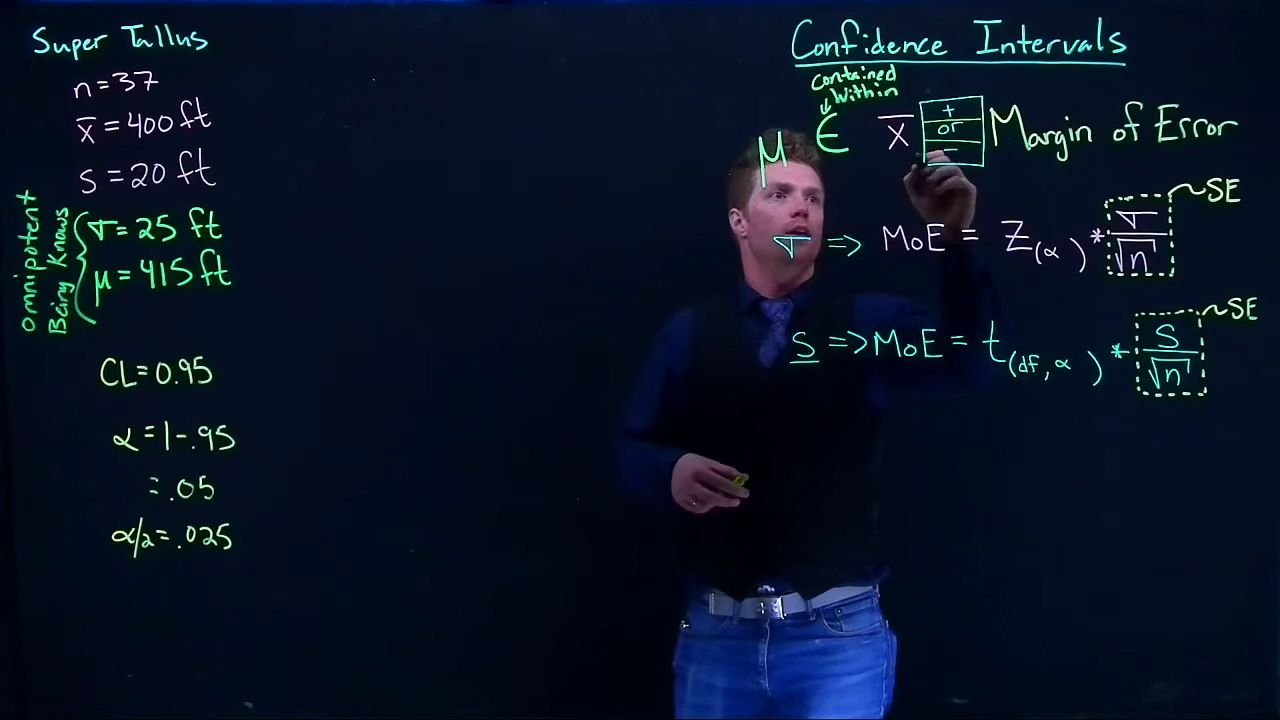 Super Tallus
n=37
x̄ = 400 ft
s = 20 ft
omnipotent
Being Knows
σ = 25 ft
μ = 415 ft
CL=0.95
α = 1-.95
= .05
α/2 = .025
Confidence Intervals
contained
within
μ ∈ x̄ + or - Margin of Error
σ => MoE = Z(α) * σ/√n ~SE
s => MoE = t(df, α) * s/√n ~SE